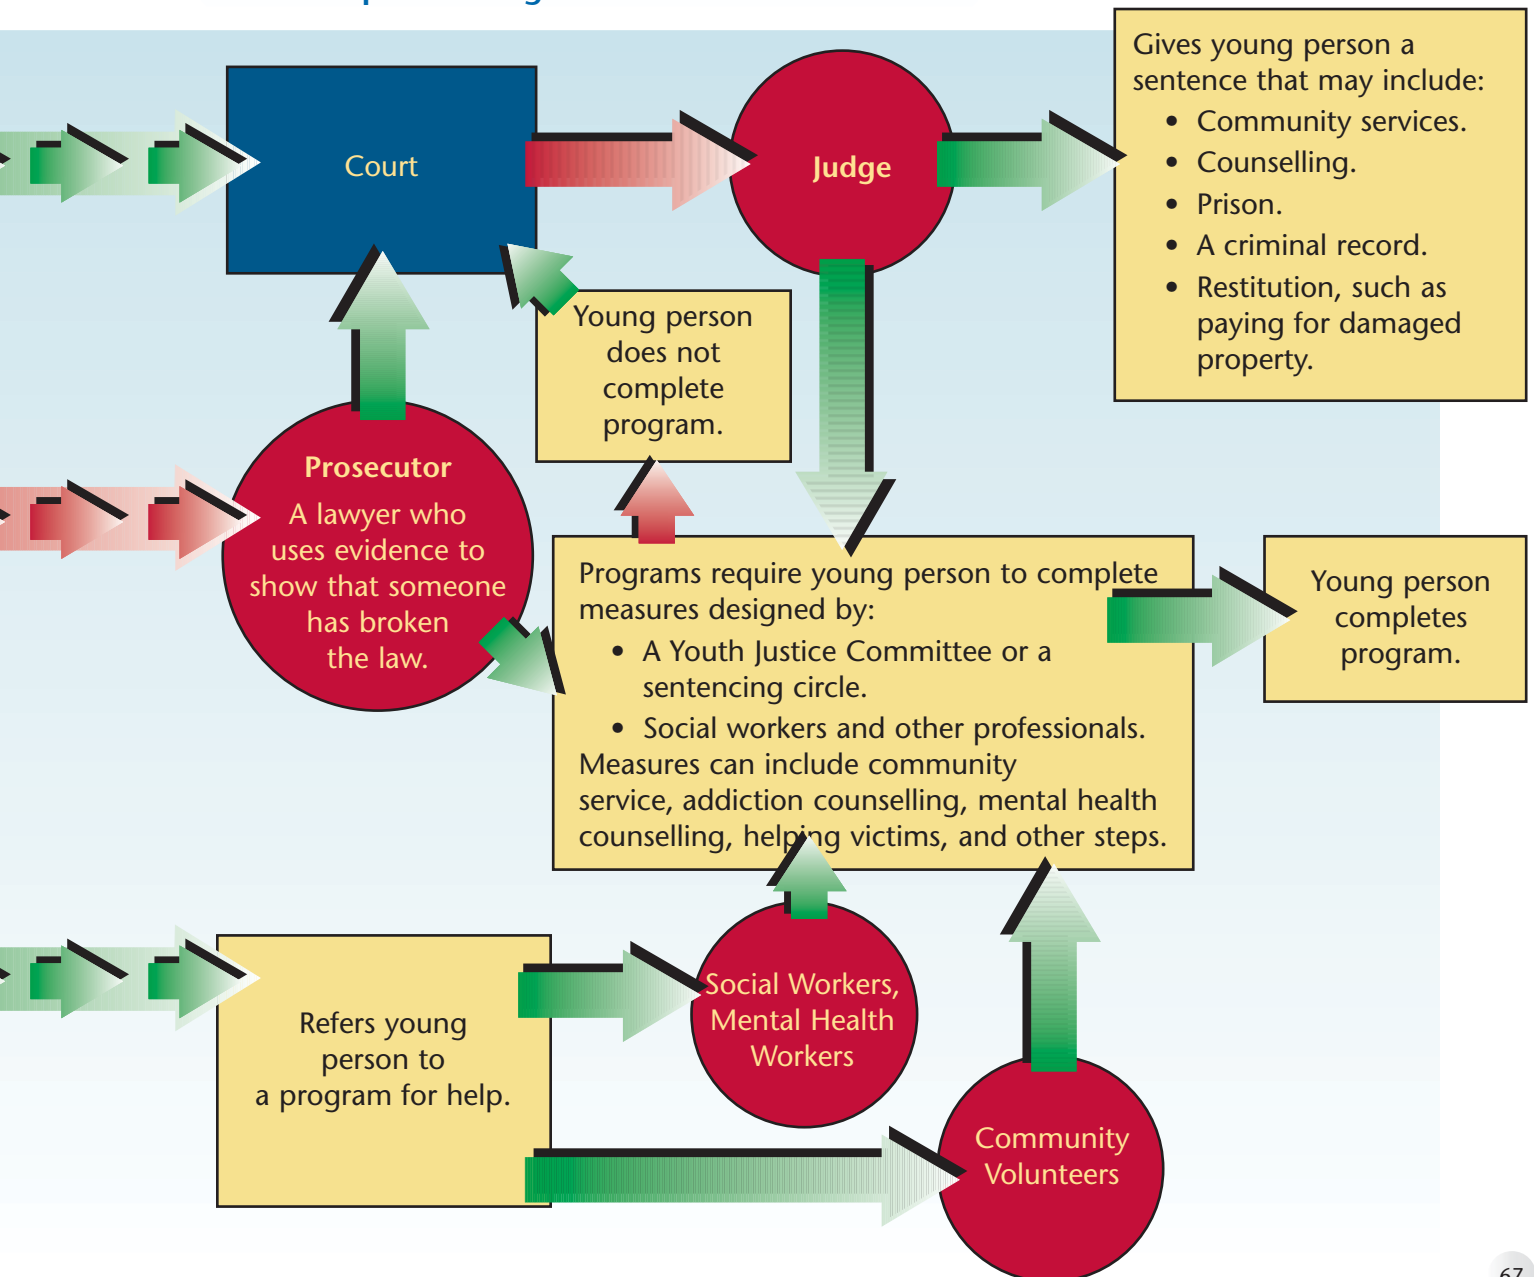 Court
Judge
Gives young person a
sentence that may include:
• Community services.
• Counselling.
• Prison.
• A criminal record.
• Restitution, such as
paying for damaged
property.
Young person
does not
complete
program.
Prosecutor
A lawyer who
uses evidence to
show that someone
has broken
the law.
Programs require young person to complete
measures designed by:
• A Youth Justice Committee or a
sentencing circle.
• Social workers and other professionals.
Measures can include community
service, addiction counselling, mental health
counselling, helping victims, and other steps.
Young person
completes
program.
Refers young
person to
a program for help.
Social Workers,
Mental Health
Workers
Community
Volunteers
67